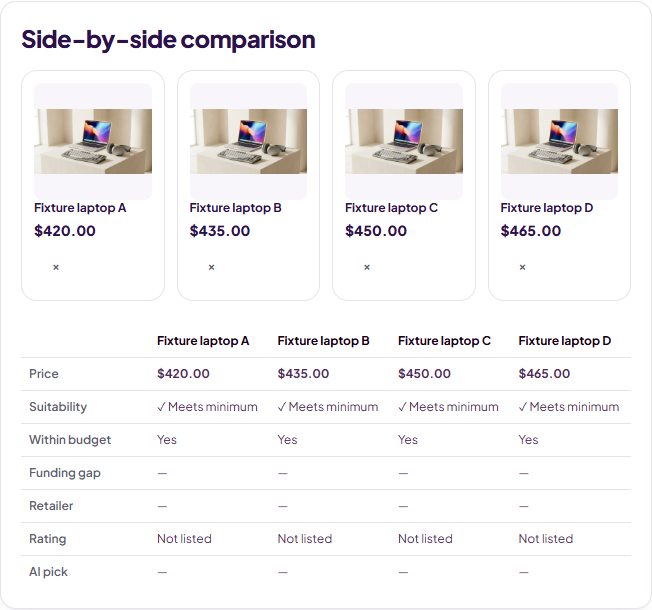 Side-by-side comparison
Fixture laptop A Fixture laptop B Fixture laptop C Fixture laptop D
$420.00 $435.00 $450.00 $465.00
× × × ×
Fixture laptop A Fixture laptop B Fixture laptop C Fixture laptop D
Price $420.00 $435.00 $450.00 $465.00
Suitability ✓ Meets minimum ✓ Meets minimum ✓ Meets minimum ✓ Meets minimum
Within budget Yes Yes Yes Yes
Funding gap — — — —
Retailer — — — —
Rating Not listed Not listed Not listed Not listed
AI pick — — — —